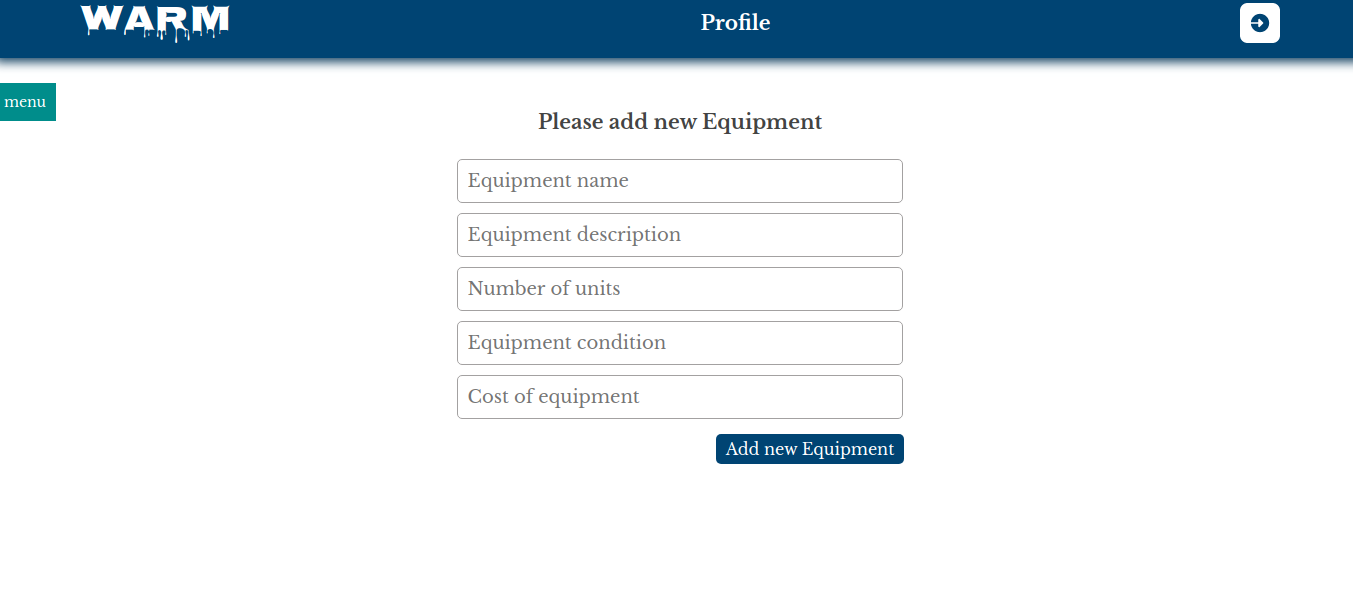 WARM
Profile
menu
Please add new Equipment
Equipment name
Equipment description
Number of units
Equipment condition
Cost of equipment
Add new Equipment